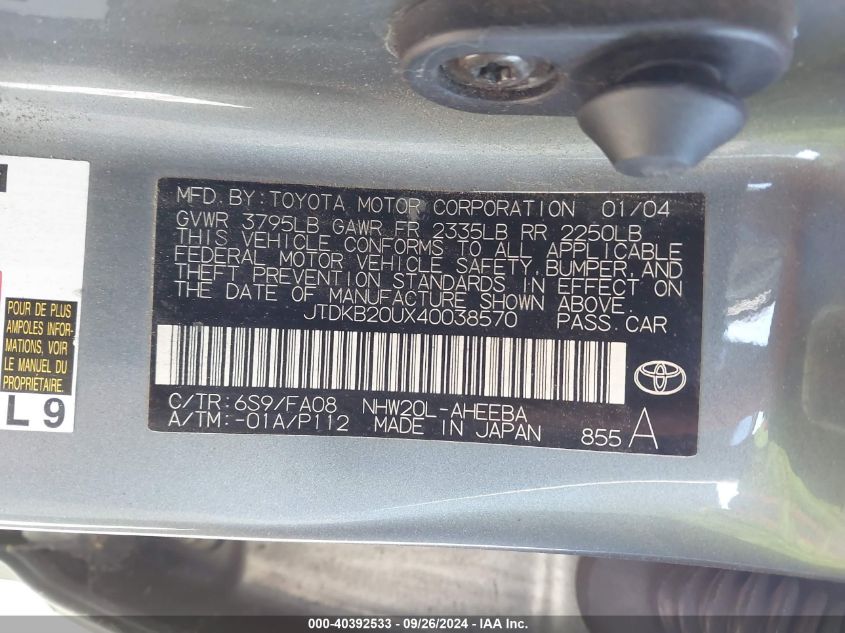 MFD. BY: TOYOTA MOTOR CORPORATION 01/04
GVWR 3795LB GAWR FR 2335LB RR 2250LB
THIS VEHICLE CONFORMS TO ALL APPLICABLE
FEDERAL MOTOR VEHICLE SAFETY, BUMPER, AND
THEFT PREVENTION STANDARDS IN EFFECT ON
THE DATE OF MANUFACTURE SHOWN ABOVE.
JTDKB20UX40038570 PASS. CAR
C/TR: 6S9/FA08 NHW20L-AHEEBA
A/TM: -01A/P112 MADE IN JAPAN 855 A
POUR DE PLUS
AMPOLES INFOR-
MATIONS, VOIR
LE MANUEL DU
PROPRIÉTAIRE.
L 9
000-40392533 - 09/26/2024 - IAA Inc.